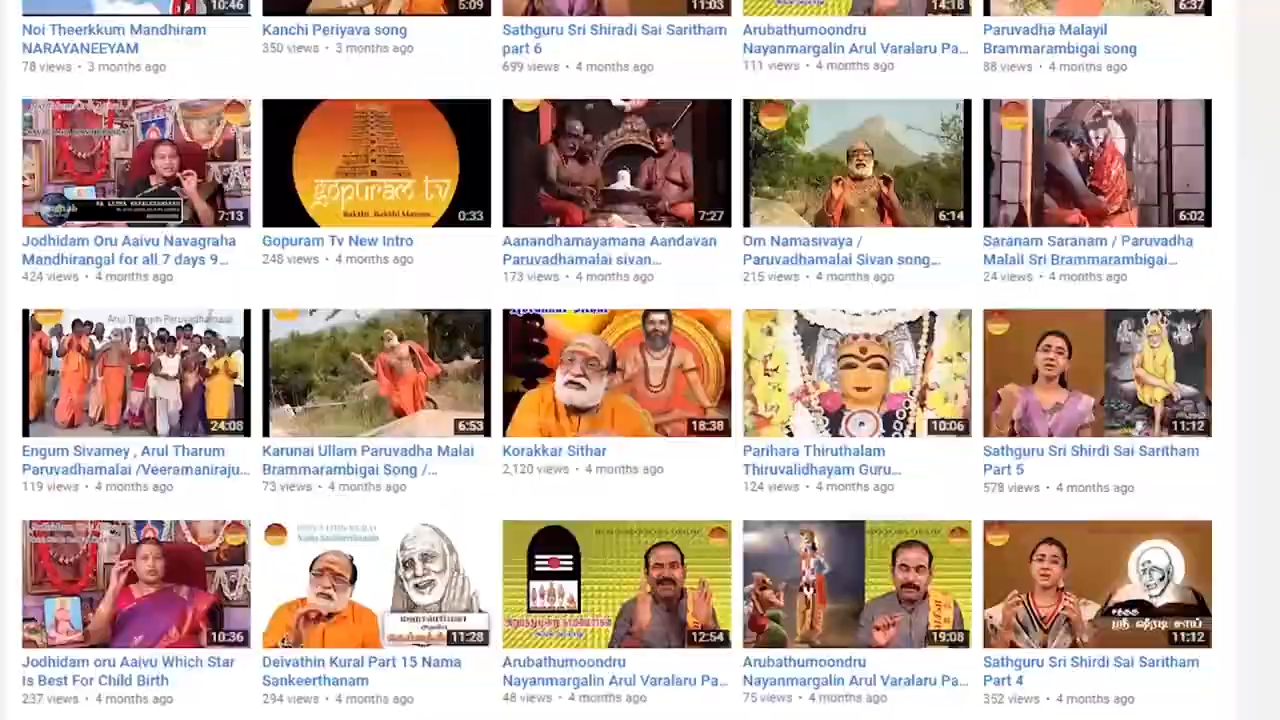 10:46
5:09
11:03
14:18
6:37
Noi Theerkkum Mandhiram
NARAYANEEYAM
78 views • 3 months ago
Kanchi Periyava song
350 views • 3 months ago
Sathguru Sri Shiradi Sai Saritham
part 6
699 views • 4 months ago
Arubathumoondru
Nayanmargalin Arul Varalaru Pa...
111 views • 4 months ago
Paruvadha Malayil
Brammarambigai song
88 views • 4 months ago
7:13
gopuram tv
0:33
7:27
6:14
6:02
Jodhidam Oru Aaivu Navagraha
Mandhirangal for all 7 days 9...
424 views • 4 months ago
Gopuram Tv New Intro
248 views • 4 months ago
Aanandhamayamana Aandavan
Paruvadhamalai sivan...
173 views • 4 months ago
Om Namasivaya /
Paruvadhamalai Sivan song...
215 views • 4 months ago
Saranam Saranam / Paruvadha
Malail Sri Brammarambigai...
24 views • 4 months ago
Arul Tharum Paruvadhamalai
24:08
6:53
18:38
10:06
11:12
Engum Sivamey , Arul Tharum
Paruvadhamalai /Veeramaniraju...
119 views • 4 months ago
Karunai Ullam Paruvadha Malai
Brammarambigai Song /...
73 views • 4 months ago
Korakkar Sithar
2,120 views • 4 months ago
Parihara Thiruthalam
Thiruvalidhayam Guru...
124 views • 4 months ago
Sathguru Sri Shirdi Sai Saritham
Part 5
578 views • 4 months ago
10:36
11:28
12:54
19:08
ஸ்ரீ ஷிரடி சாய்
11:12
Jodhidam oru Aaivu Which Star
Is Best For Child Birth
237 views • 4 months ago
Deivathin Kural Part 15 Nama
Sankeerthanam
294 views • 4 months ago
Arubathumoondru
Nayanmargalin Arul Varalaru Pa...
48 views • 4 months ago
Arubathumoondru
Nayanmargalin Arul Varalaru Pa...
75 views • 4 months ago
Sathguru Sri Shirdi Sai Saritham
Part 4
352 views • 4 months ago